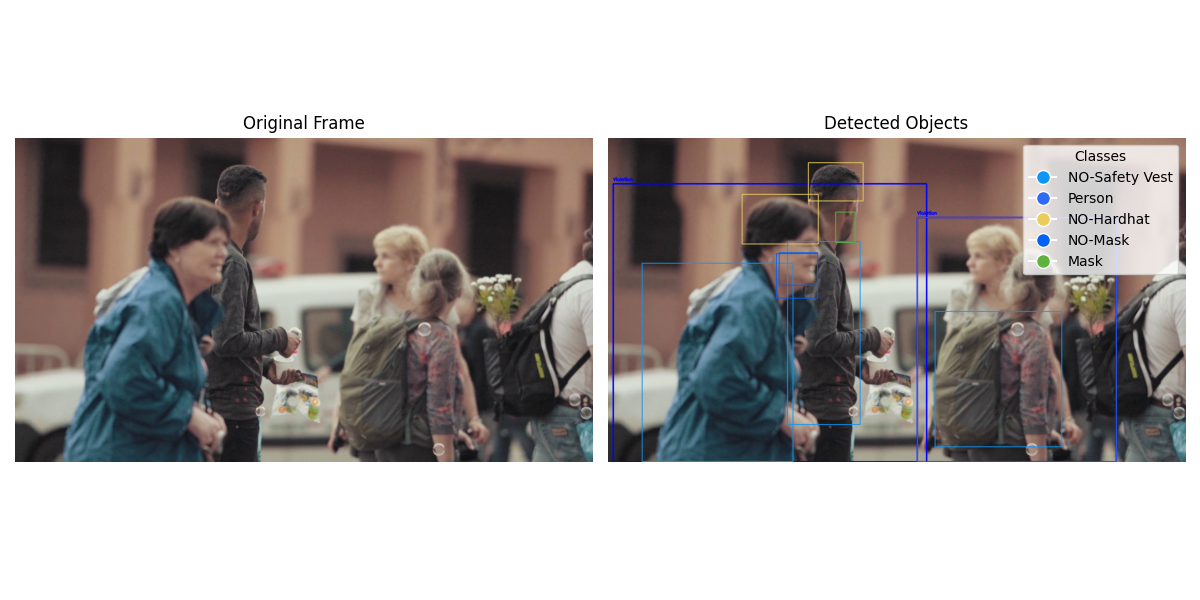 Original Frame
Detected Objects
Classes
NO-Safety Vest
Person
NO-Hardhat
NO-Mask
Mask